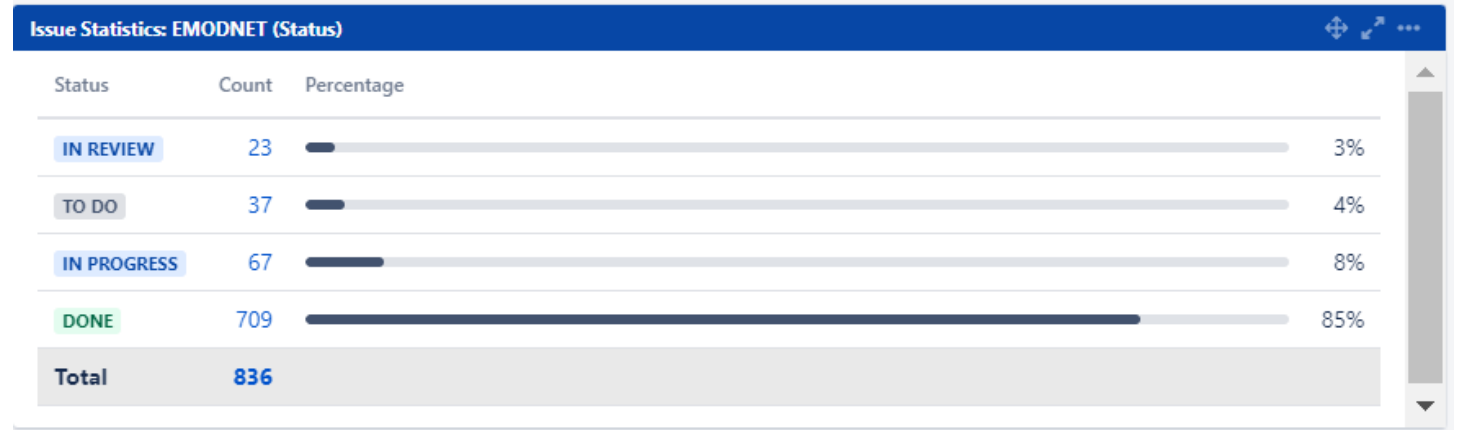 Issue Statistics: EMODNET (Status)
Status Count Percentage
IN REVIEW 23 3%
TO DO 37 4%
IN PROGRESS 67 8%
DONE 709 85%
Total 836